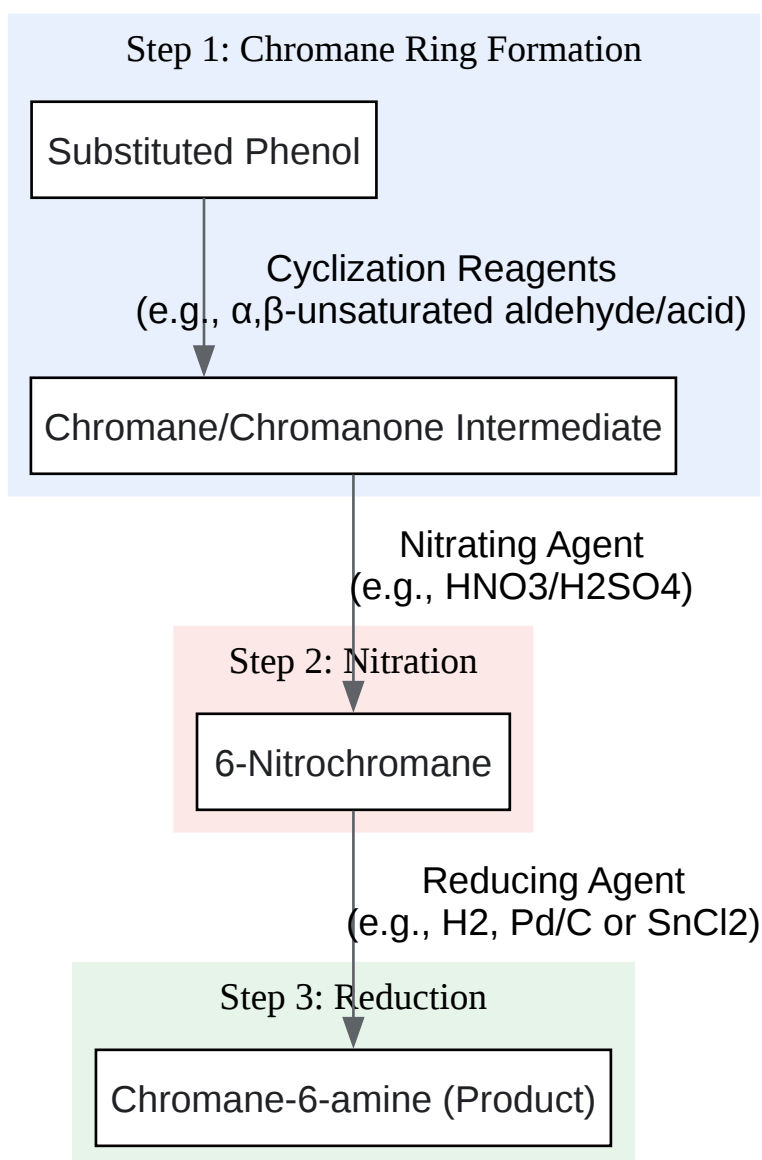 Step 1: Chromane Ring Formation
Substituted Phenol
Cyclization Reagents
(e.g., α,β-unsaturated aldehyde/acid)
Chromane/Chromanone Intermediate
Nitrating Agent
(e.g., HNO3/H2SO4)
Step 2: Nitration
6-Nitrochromane
Reducing Agent
(e.g., H2, Pd/C or SnCl2)
Step 3: Reduction
Chromane-6-amine (Product)